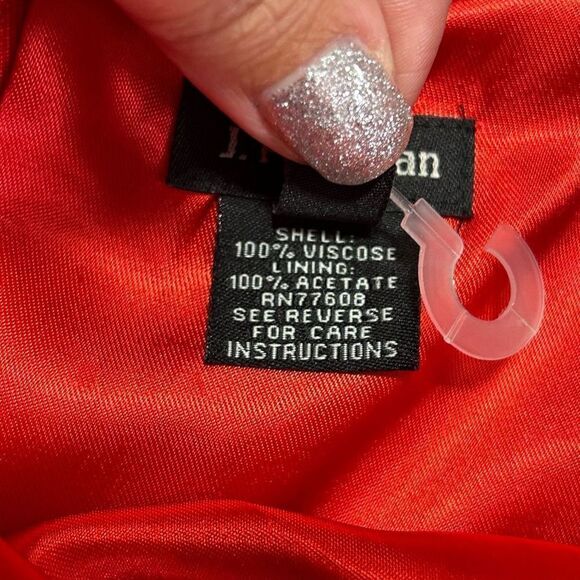 SHELL:
100% VISCOSE
LINING:
100% ACETATE
RN77608
SEE REVERSE
FOR CARE
INSTRUCTIONS